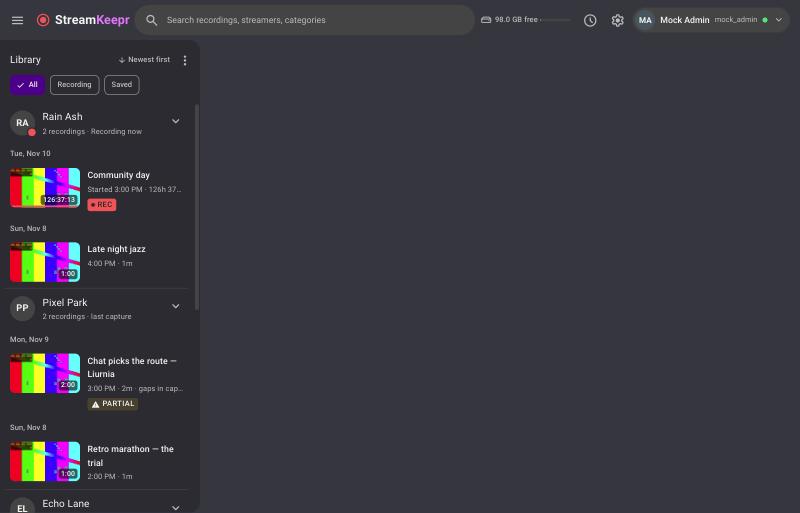 StreamKeepr
Search recordings, streamers, categories
98.0 GB free
MA
Mock Admin
mock_admin
Library
Newest first
All
Recording
Saved
RA
Rain Ash
2 recordings · Recording now
Tue, Nov 10
126:37:13
Community day
Started 3:00 PM · 126h 37…
REC
Sun, Nov 8
1:00
Late night jazz
4:00 PM · 1m
PP
Pixel Park
2 recordings · last capture
Mon, Nov 9
2:00
Chat picks the route —
Liurnia
3:00 PM · 2m · gaps in cap…
PARTIAL
Sun, Nov 8
1:00
Retro marathon — the
trial
2:00 PM · 1m
EL
Echo Lane